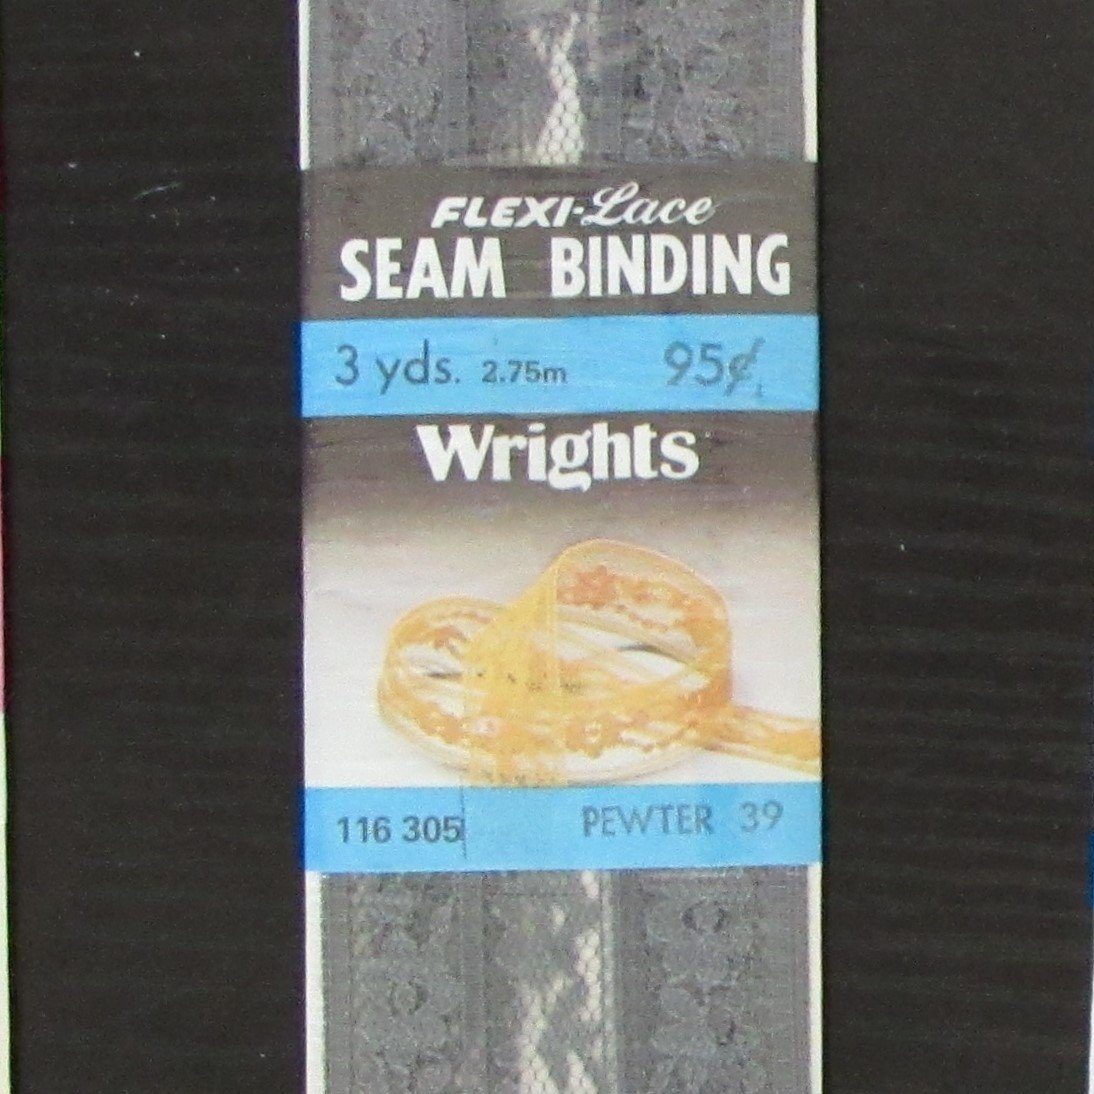 FLEXI-Lace
SEAM BINDING
3 yds. 2.75m 95¢
Wrights
116 305 PEWTER 39